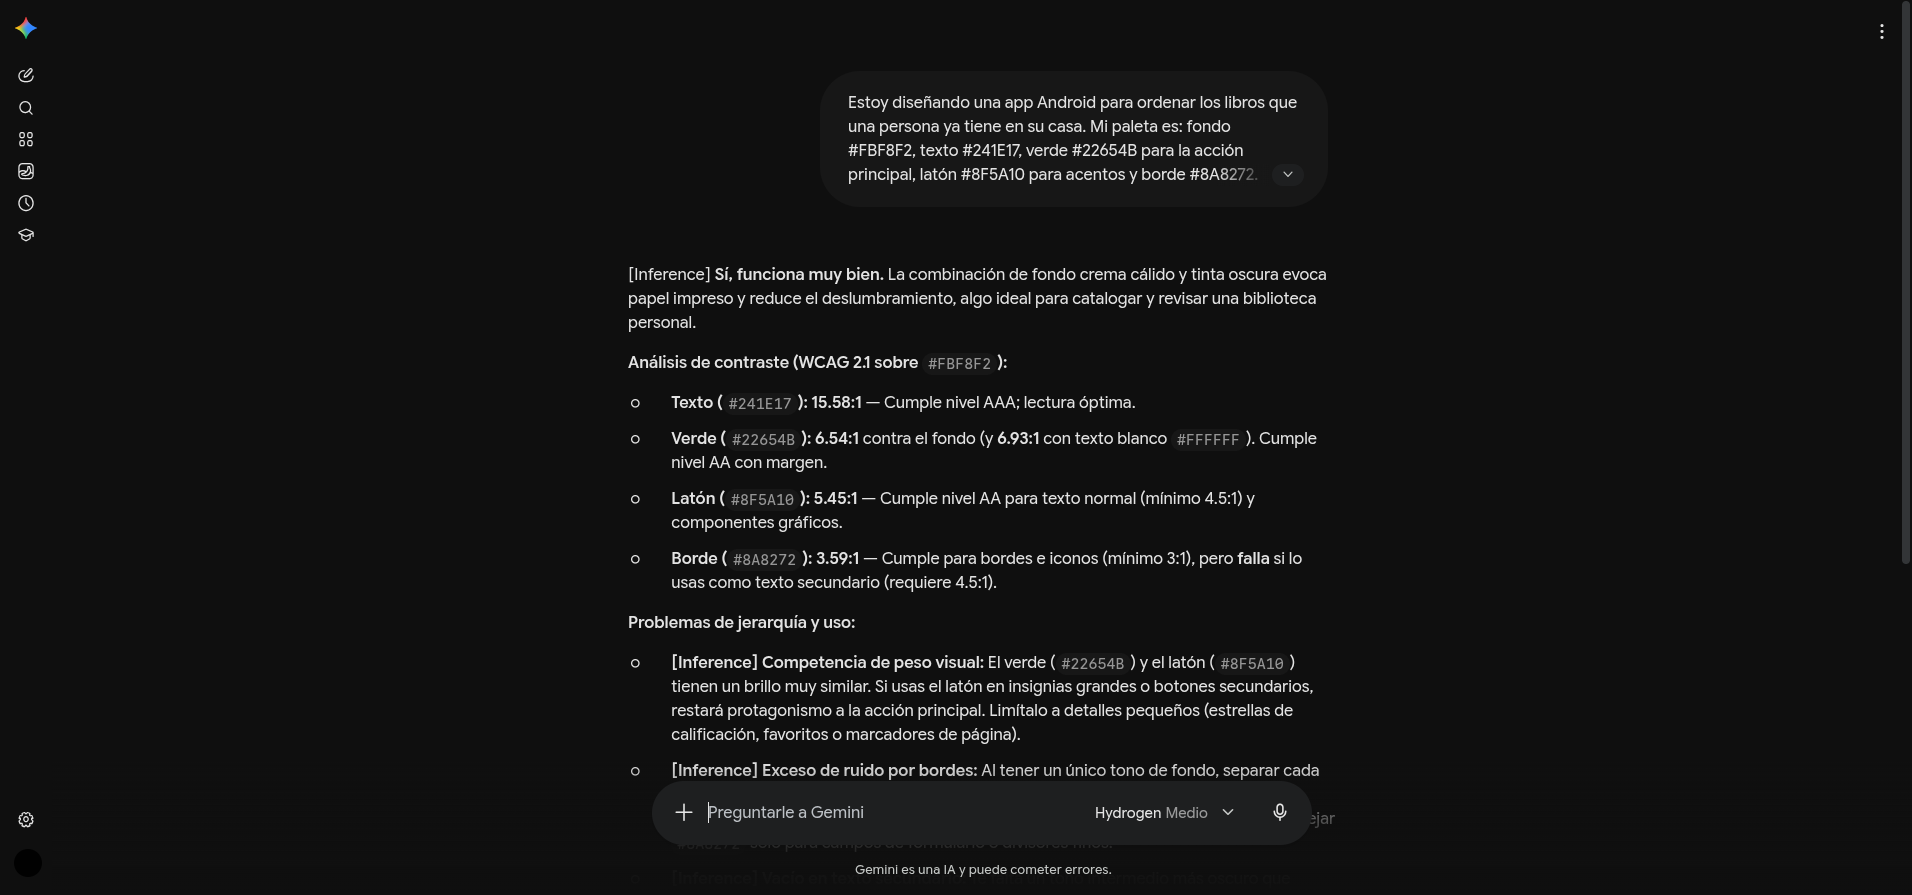 Estoy diseñando una app Android para ordenar los libros que
una persona ya tiene en su casa. Mi paleta es: fondo
#FBF8F2, texto #241E17, verde #22654B para la acción
principal, latón #8F5A10 para acentos y borde #8A8272.
[Inference] Sí, funciona muy bien. La combinación de fondo crema cálido y tinta oscura evoca
papel impreso y reduce el deslumbramiento, algo ideal para catalogar y revisar una biblioteca
personal.
Análisis de contraste (WCAG 2.1 sobre #FBF8F2 ):
Texto ( #241E17 ): 15.58:1 — Cumple nivel AAA; lectura óptima.
Verde ( #22654B ): 6.54:1 contra el fondo (y 6.93:1 con texto blanco #FFFFFF ). Cumple
nivel AA con margen.
Latón ( #8F5A10 ): 5.45:1 — Cumple nivel AA para texto normal (mínimo 4.5:1) y
componentes gráficos.
Borde ( #8A8272 ): 3.59:1 — Cumple para bordes e iconos (mínimo 3:1), pero falla si lo
usas como texto secundario (requiere 4.5:1).
Problemas de jerarquía y uso:
[Inference] Competencia de peso visual: El verde ( #22654B ) y el latón ( #8F5A10 )
tienen un brillo muy similar. Si usas el latón en insignias grandes o botones secundarios,
restará protagonismo a la acción principal. Limítalo a detalles pequeños (estrellas de
calificación, favoritos o marcadores de página).
[Inference] Exceso de ruido por bordes: Al tener un único tono de fondo, separar cada
ejar
Preguntarle a Gemini
Hydrogen Medio
#8A8272 solo para campos de formulario o divisores finos.
Gemini es una IA y puede cometer errores.